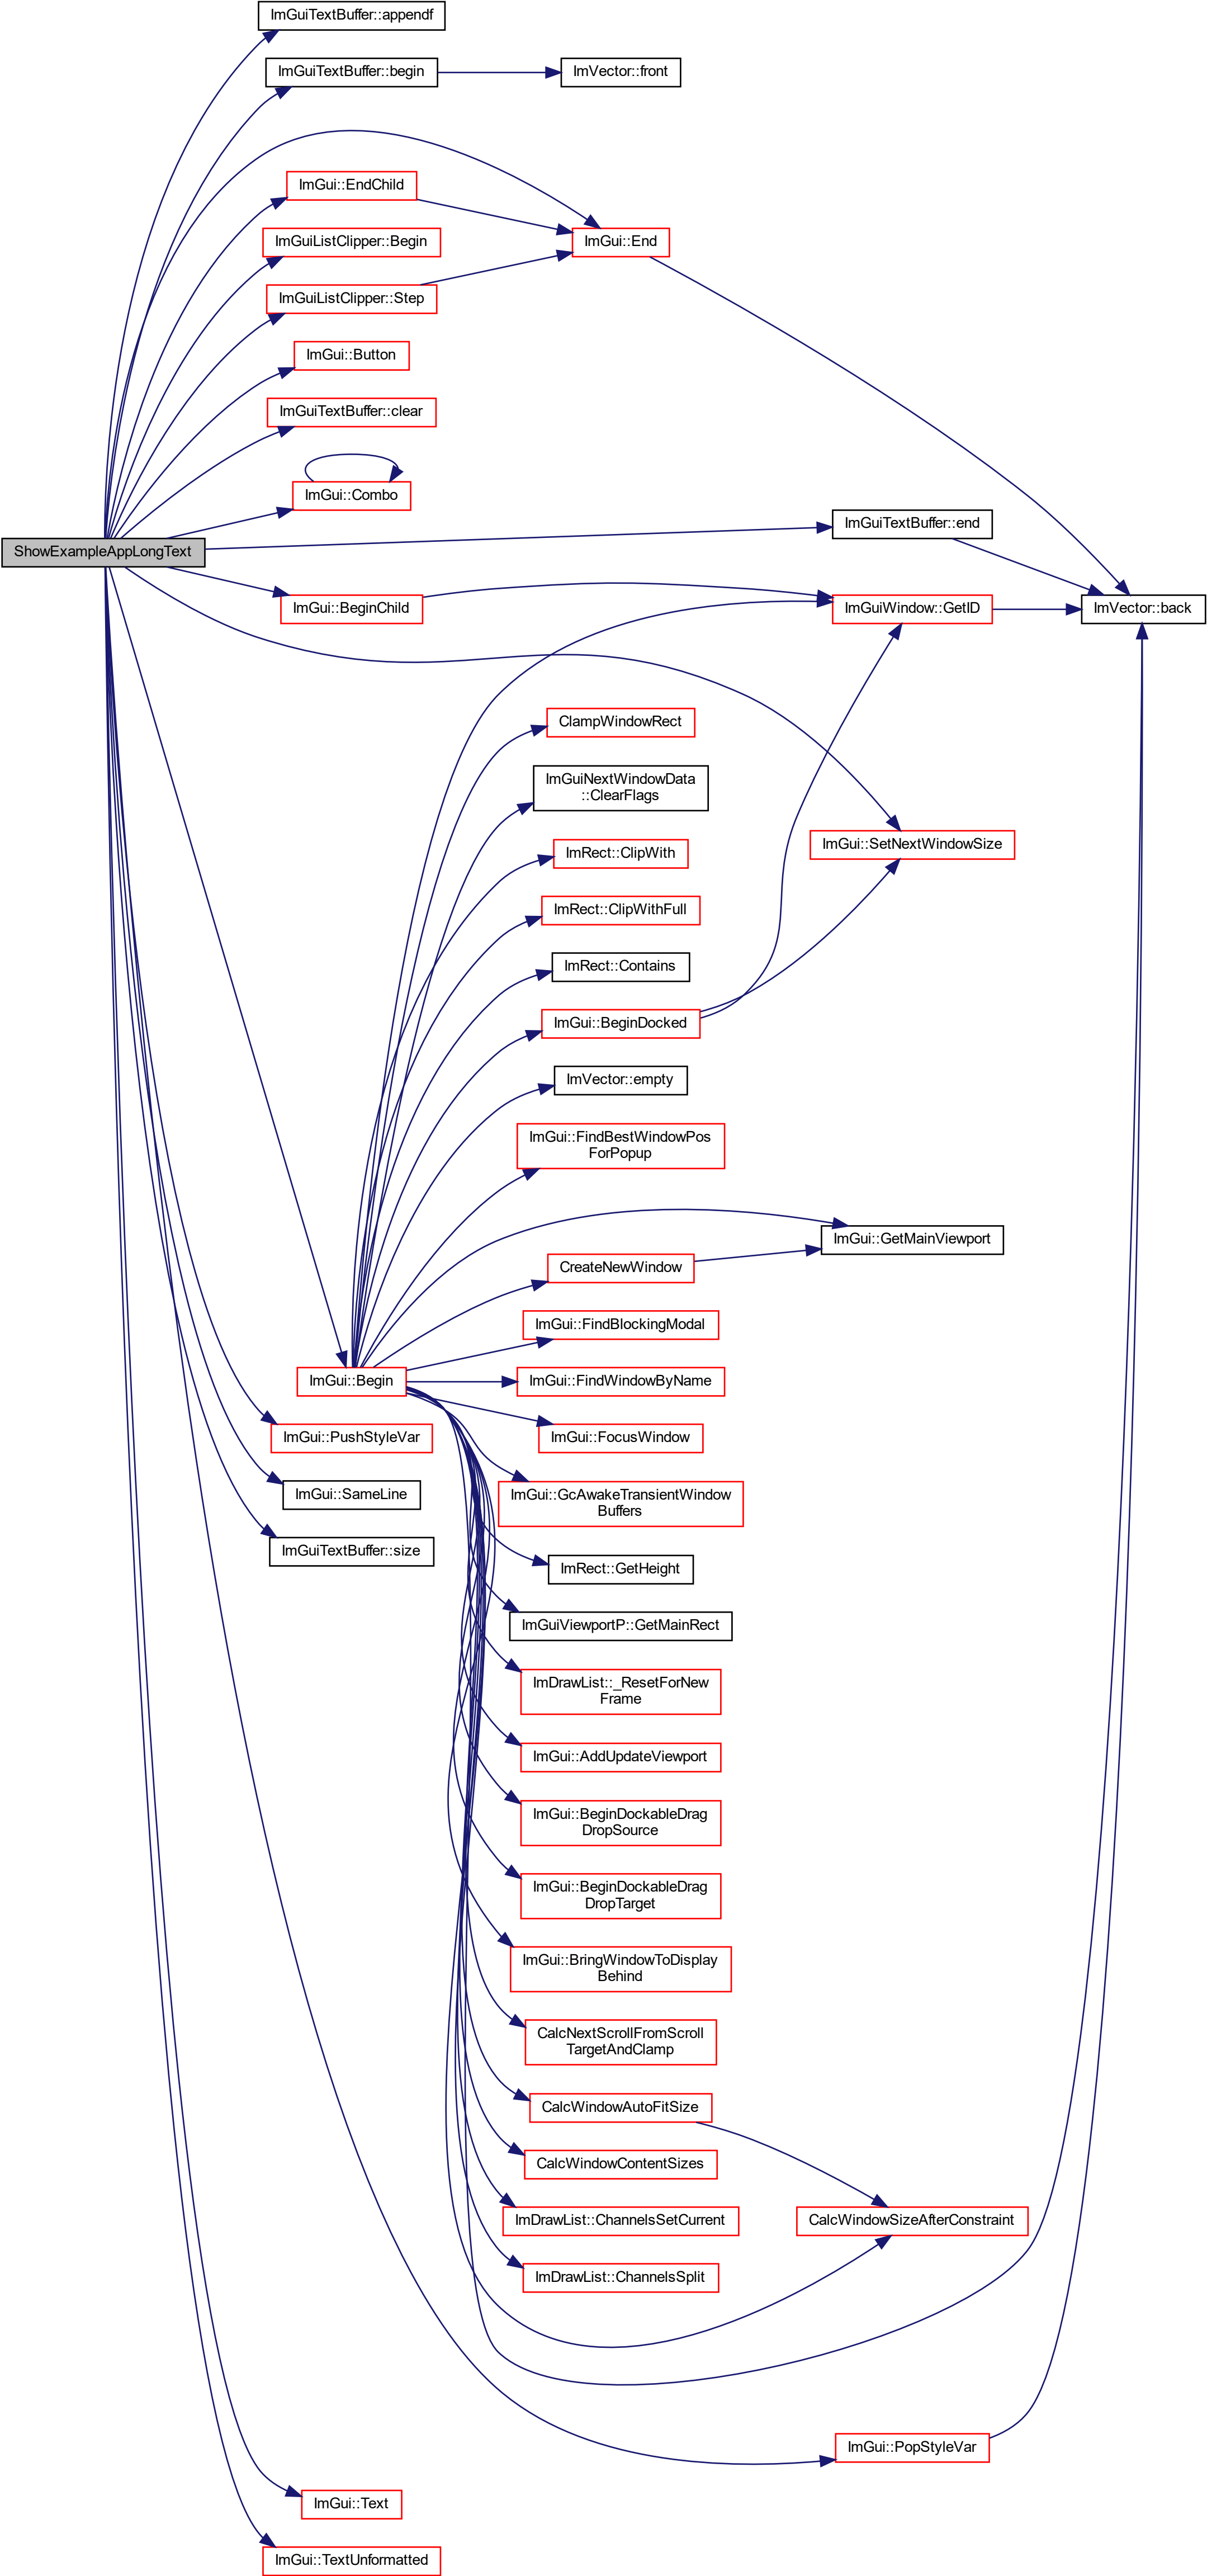 ImGuiTextBuffer::appendf
ImGuiTextBuffer::begin
ImVector::front
ImGui::EndChild
ImGuiListClipper::Begin
ImGui::End
ImGuiListClipper::Step
ImGui::Button
ImGuiTextBuffer::clear
ImGui::Combo
ImGuiTextBuffer::end
ShowExampleAppLongText
ImGui::BeginChild
ImGuiWindow::GetID
ImVector::back
ClampWindowRect
ImGuiNextWindowData
::ClearFlags
ImGui::SetNextWindowSize
ImRect::ClipWith
ImRect::ClipWithFull
ImRect::Contains
ImGui::BeginDocked
ImVector::empty
ImGui::FindBestWindowPos
ForPopup
ImGui::GetMainViewport
CreateNewWindow
ImGui::FindBlockingModal
ImGui::Begin
ImGui::FindWindowByName
ImGui::PushStyleVar
ImGui::FocusWindow
ImGui::SameLine
ImGui::GcAwakeTransientWindow
Buffers
ImGuiTextBuffer::size
ImRect::GetHeight
ImGuiViewportP::GetMainRect
ImDrawList::_ResetForNew
Frame
ImGui::AddUpdateViewport
ImGui::BeginDockableDrag
DropSource
ImGui::BeginDockableDrag
DropTarget
ImGui::BringWindowToDisplay
Behind
CalcNextScrollFromScroll
TargetAndClamp
CalcWindowAutoFitSize
CalcWindowContentSizes
ImDrawList::ChannelsSetCurrent
CalcWindowSizeAfterConstraint
ImDrawList::ChannelsSplit
ImGui::PopStyleVar
ImGui::Text
ImGui::TextUnformatted